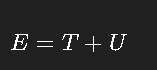 E = T + U